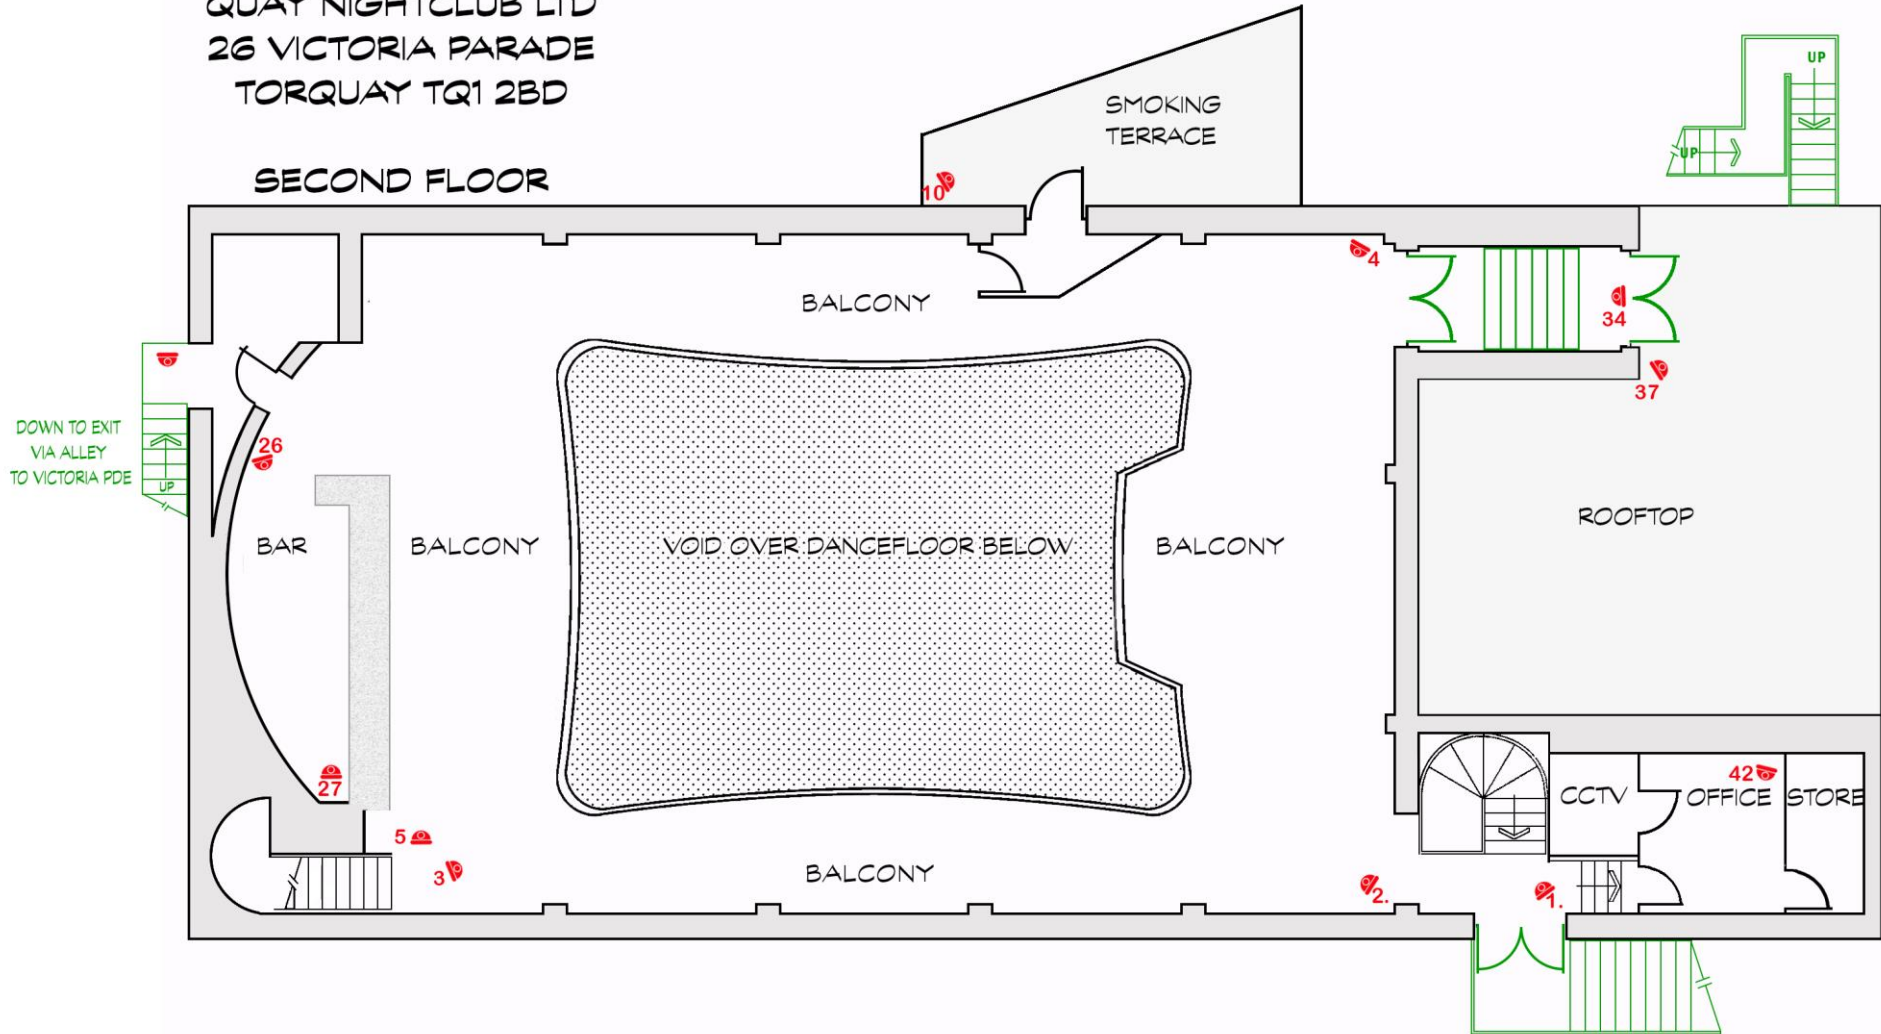 QUAY NIGHTCLUB LTD
26 VICTORIA PARADE
TORQUAY TQ1 2BD
SECOND FLOOR
SMOKING
TERRACE
UP
UP
10
4
BALCONY
34
37
DOWN TO EXIT
VIA ALLEY
TO VICTORIA PDE
UP
26
BAR
BALCONY
VOID OVER DANCEFLOOR BELOW
BALCONY
ROOFTOP
27
42
CCTV
OFFICE
STORE
5
3
BALCONY
2.
1.